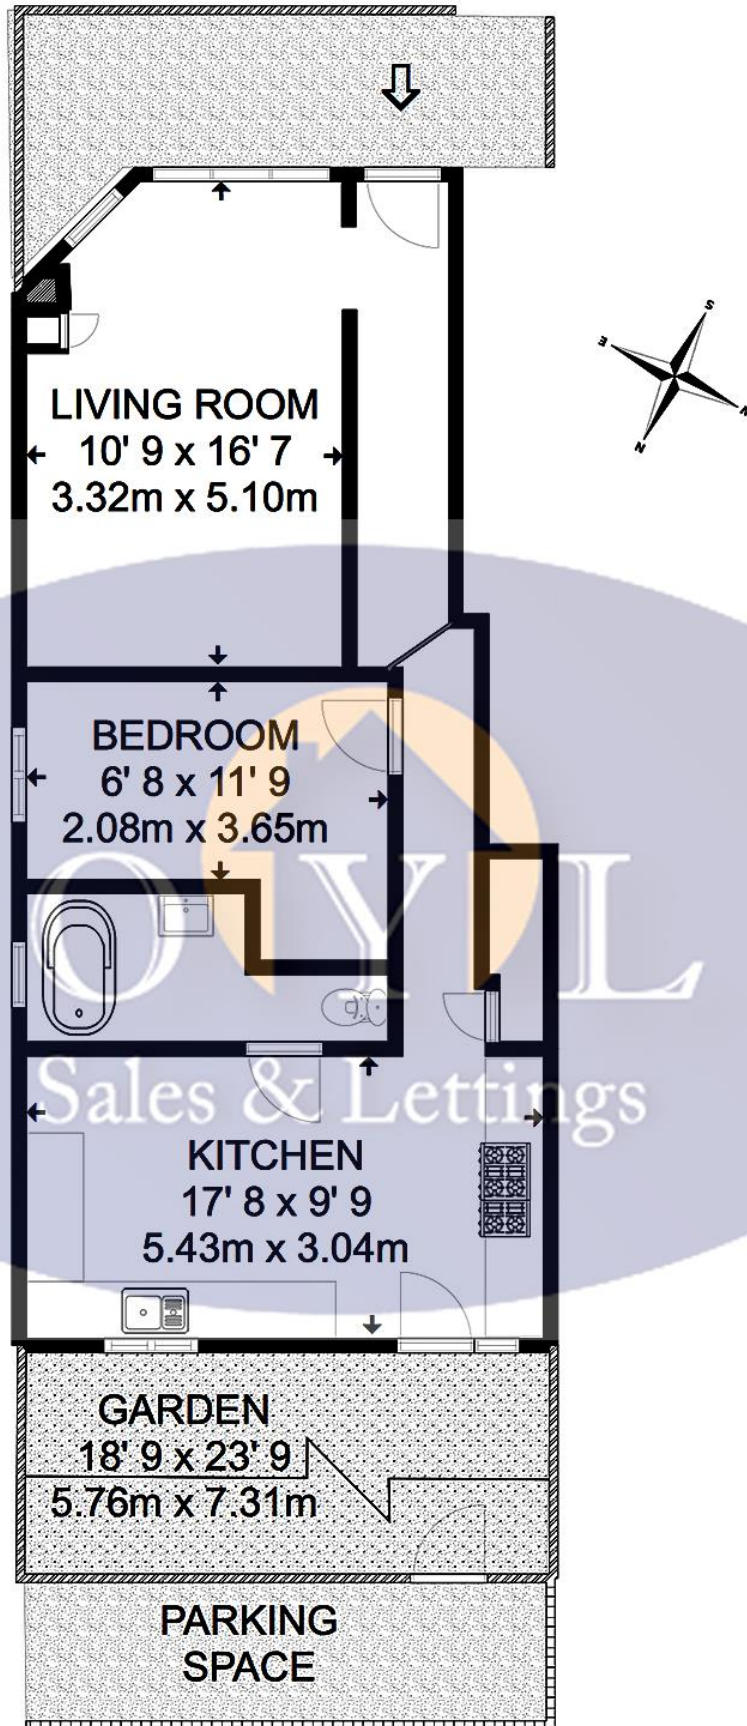 S
E
W
N
LIVING ROOM
10' 9 x 16' 7
3.32m x 5.10m
BEDROOM
6' 8 x 11' 9
2.08m x 3.65m
O Y L
Sales & Lettings
KITCHEN
17' 8 x 9' 9
5.43m x 3.04m
GARDEN
18' 9 x 23' 9
5.76m x 7.31m
PARKING
SPACE